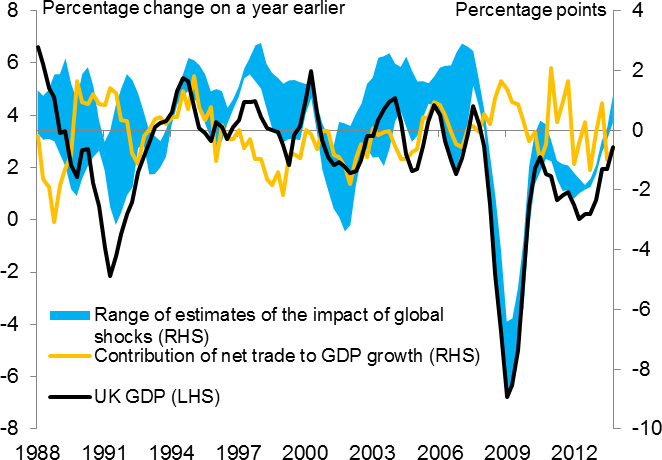 Percentage change on a year earlier
Percentage points
8
6
4
2
0
-2
-4
-6
-8
4
2
0
-2
-4
-6
-8
-10
Range of estimates of the impact of global
shocks (RHS)
Contribution of net trade to GDP growth (RHS)
UK GDP (LHS)
1988 1991 1994 1997 2000 2003 2006 2009 2012